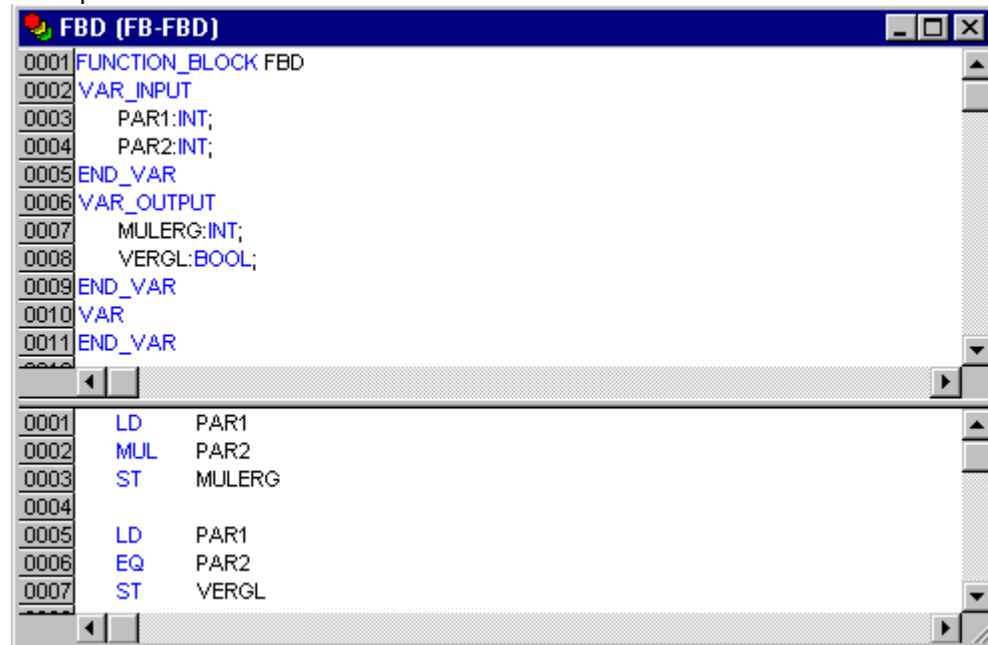 FBD (FB-FBD)
0001 FUNCTION_BLOCK FBD
0002 VAR_INPUT
0003 PAR1:INT;
0004 PAR2:INT;
0005 END_VAR
0006 VAR_OUTPUT
0007 MULERG:INT;
0008 VERGL:BOOL;
0009 END_VAR
0010 VAR
0011 END_VAR
0001 LD PAR1
0002 MUL PAR2
0003 ST MULERG
0004
0005 LD PAR1
0006 EQ PAR2
0007 ST VERGL